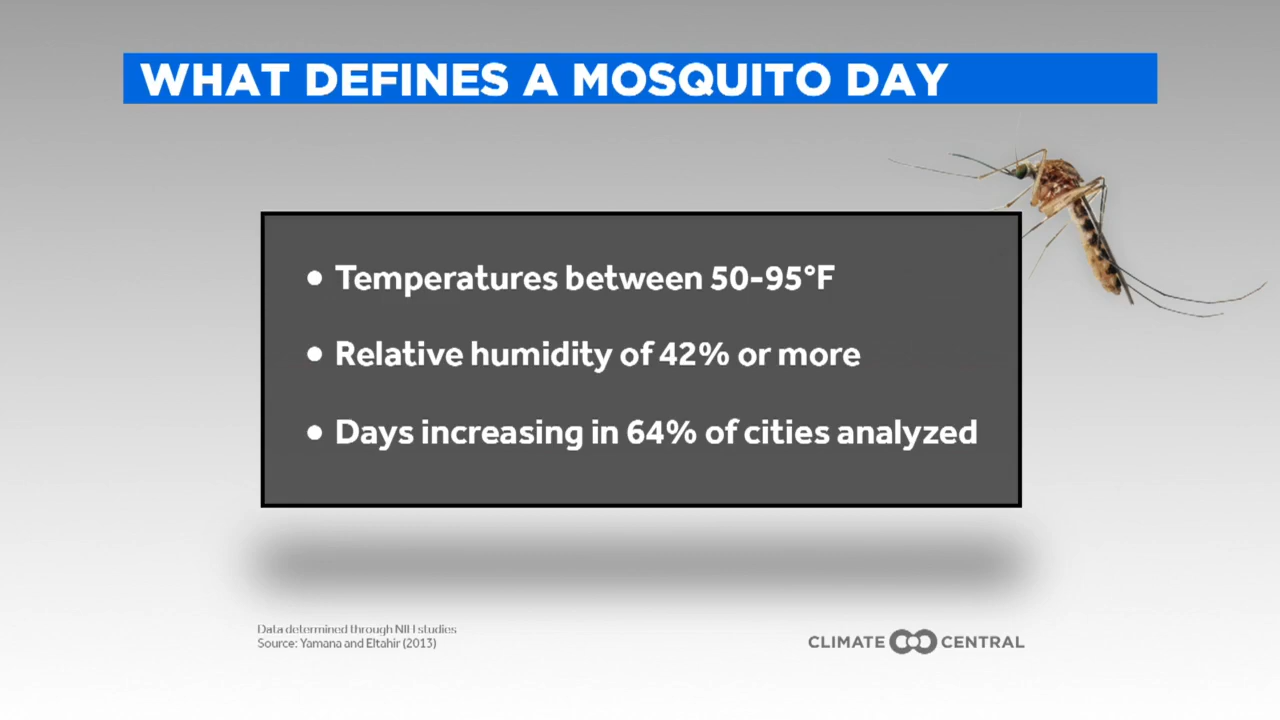 WHAT DEFINES A MOSQUITO DAY
• Temperatures between 50-95°F
• Relative humidity of 42% or more
• Days increasing in 64% of cities analyzed
Data determined through NIH studies
Source: Yamana and Eltahir (2013)
CLIMATE CENTRAL